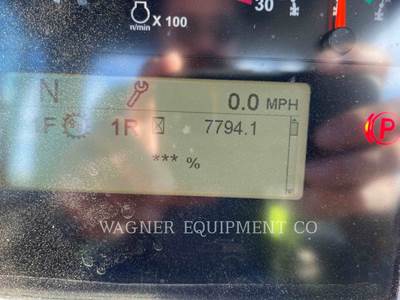 n/min X 100
30
N 0.0 MPH
F 1R 7794.1
P
*** %
WAGNER EQUIPMENT CO